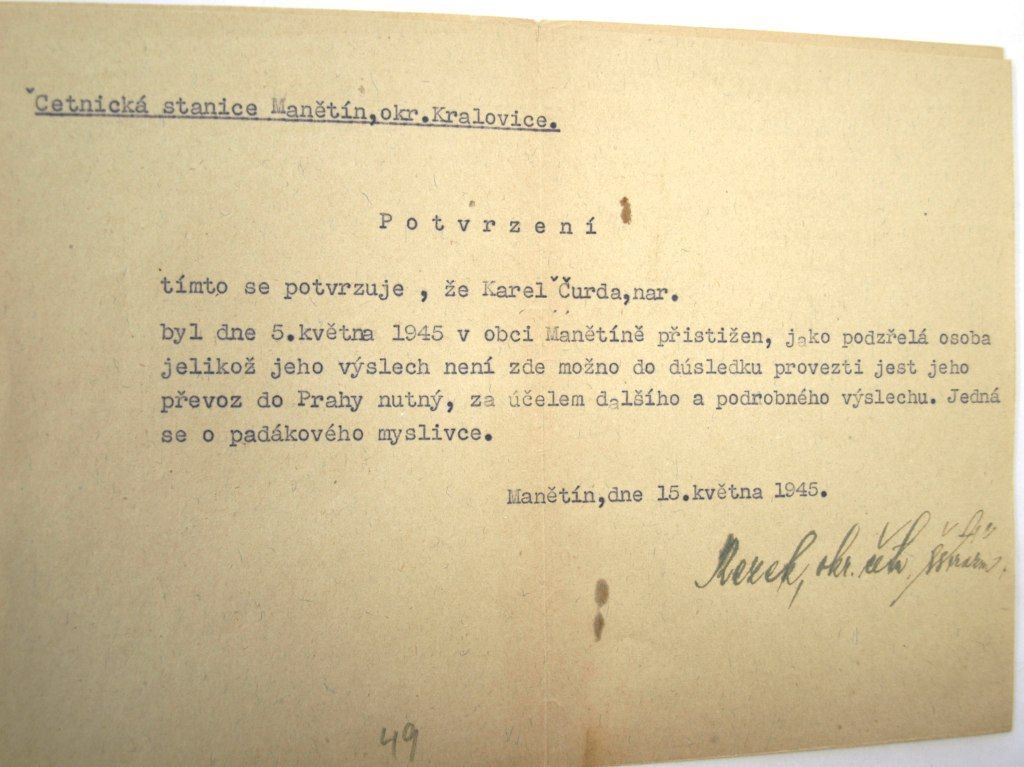 Četnická stanice Manětín,okr.Kralovice.
P o t v r z e n í
tímto se potvrzuje , že Karel Čurda,nar.
byl dne 5.května 1945 v obci Manětíně přistižen, jako podzřelá osoba
jelikož jeho výslech není zde možno do důsledku provezti jest jeho
převoz do Prahy nutný, za účelem dalšího a podrobného výslechu. Jedná
se o padákového myslivce.
Manětín,dne 15.května 1945.
Rezek, okr.
49